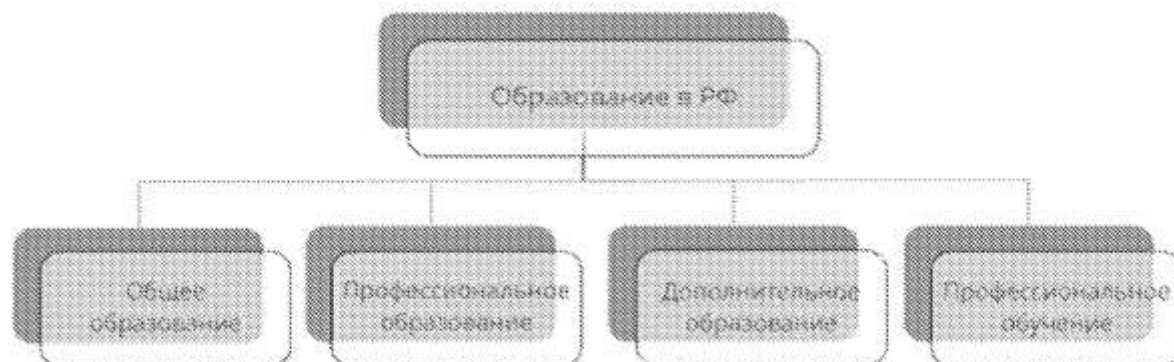 Образование в РФ
Общее
образование
Профессиональное
образование
Дополнительное
образование
Профессиональное
обучение